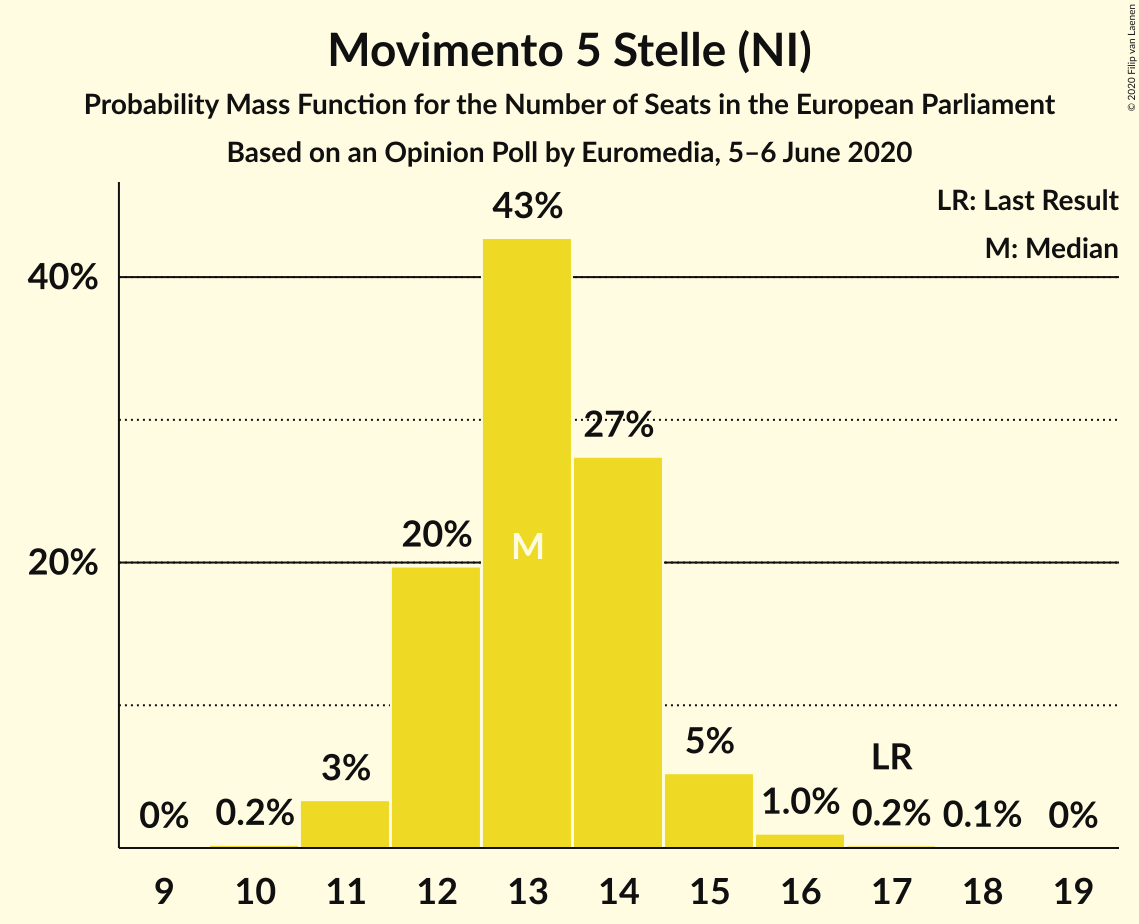 Movimento 5 Stelle (NI)
Probability Mass Function for the Number of Seats in the European Parliament
Based on an Opinion Poll by Euromedia, 5–6 June 2020
© 2020 Filip van Laenen
LR: Last Result
M: Median
43%
40%
27%
20%
M
20%
5%
LR
3%
1.0%
0% 0.2% 0.2% 0.1% 0%
9 10 11 12 13 14 15 16 17 18 19